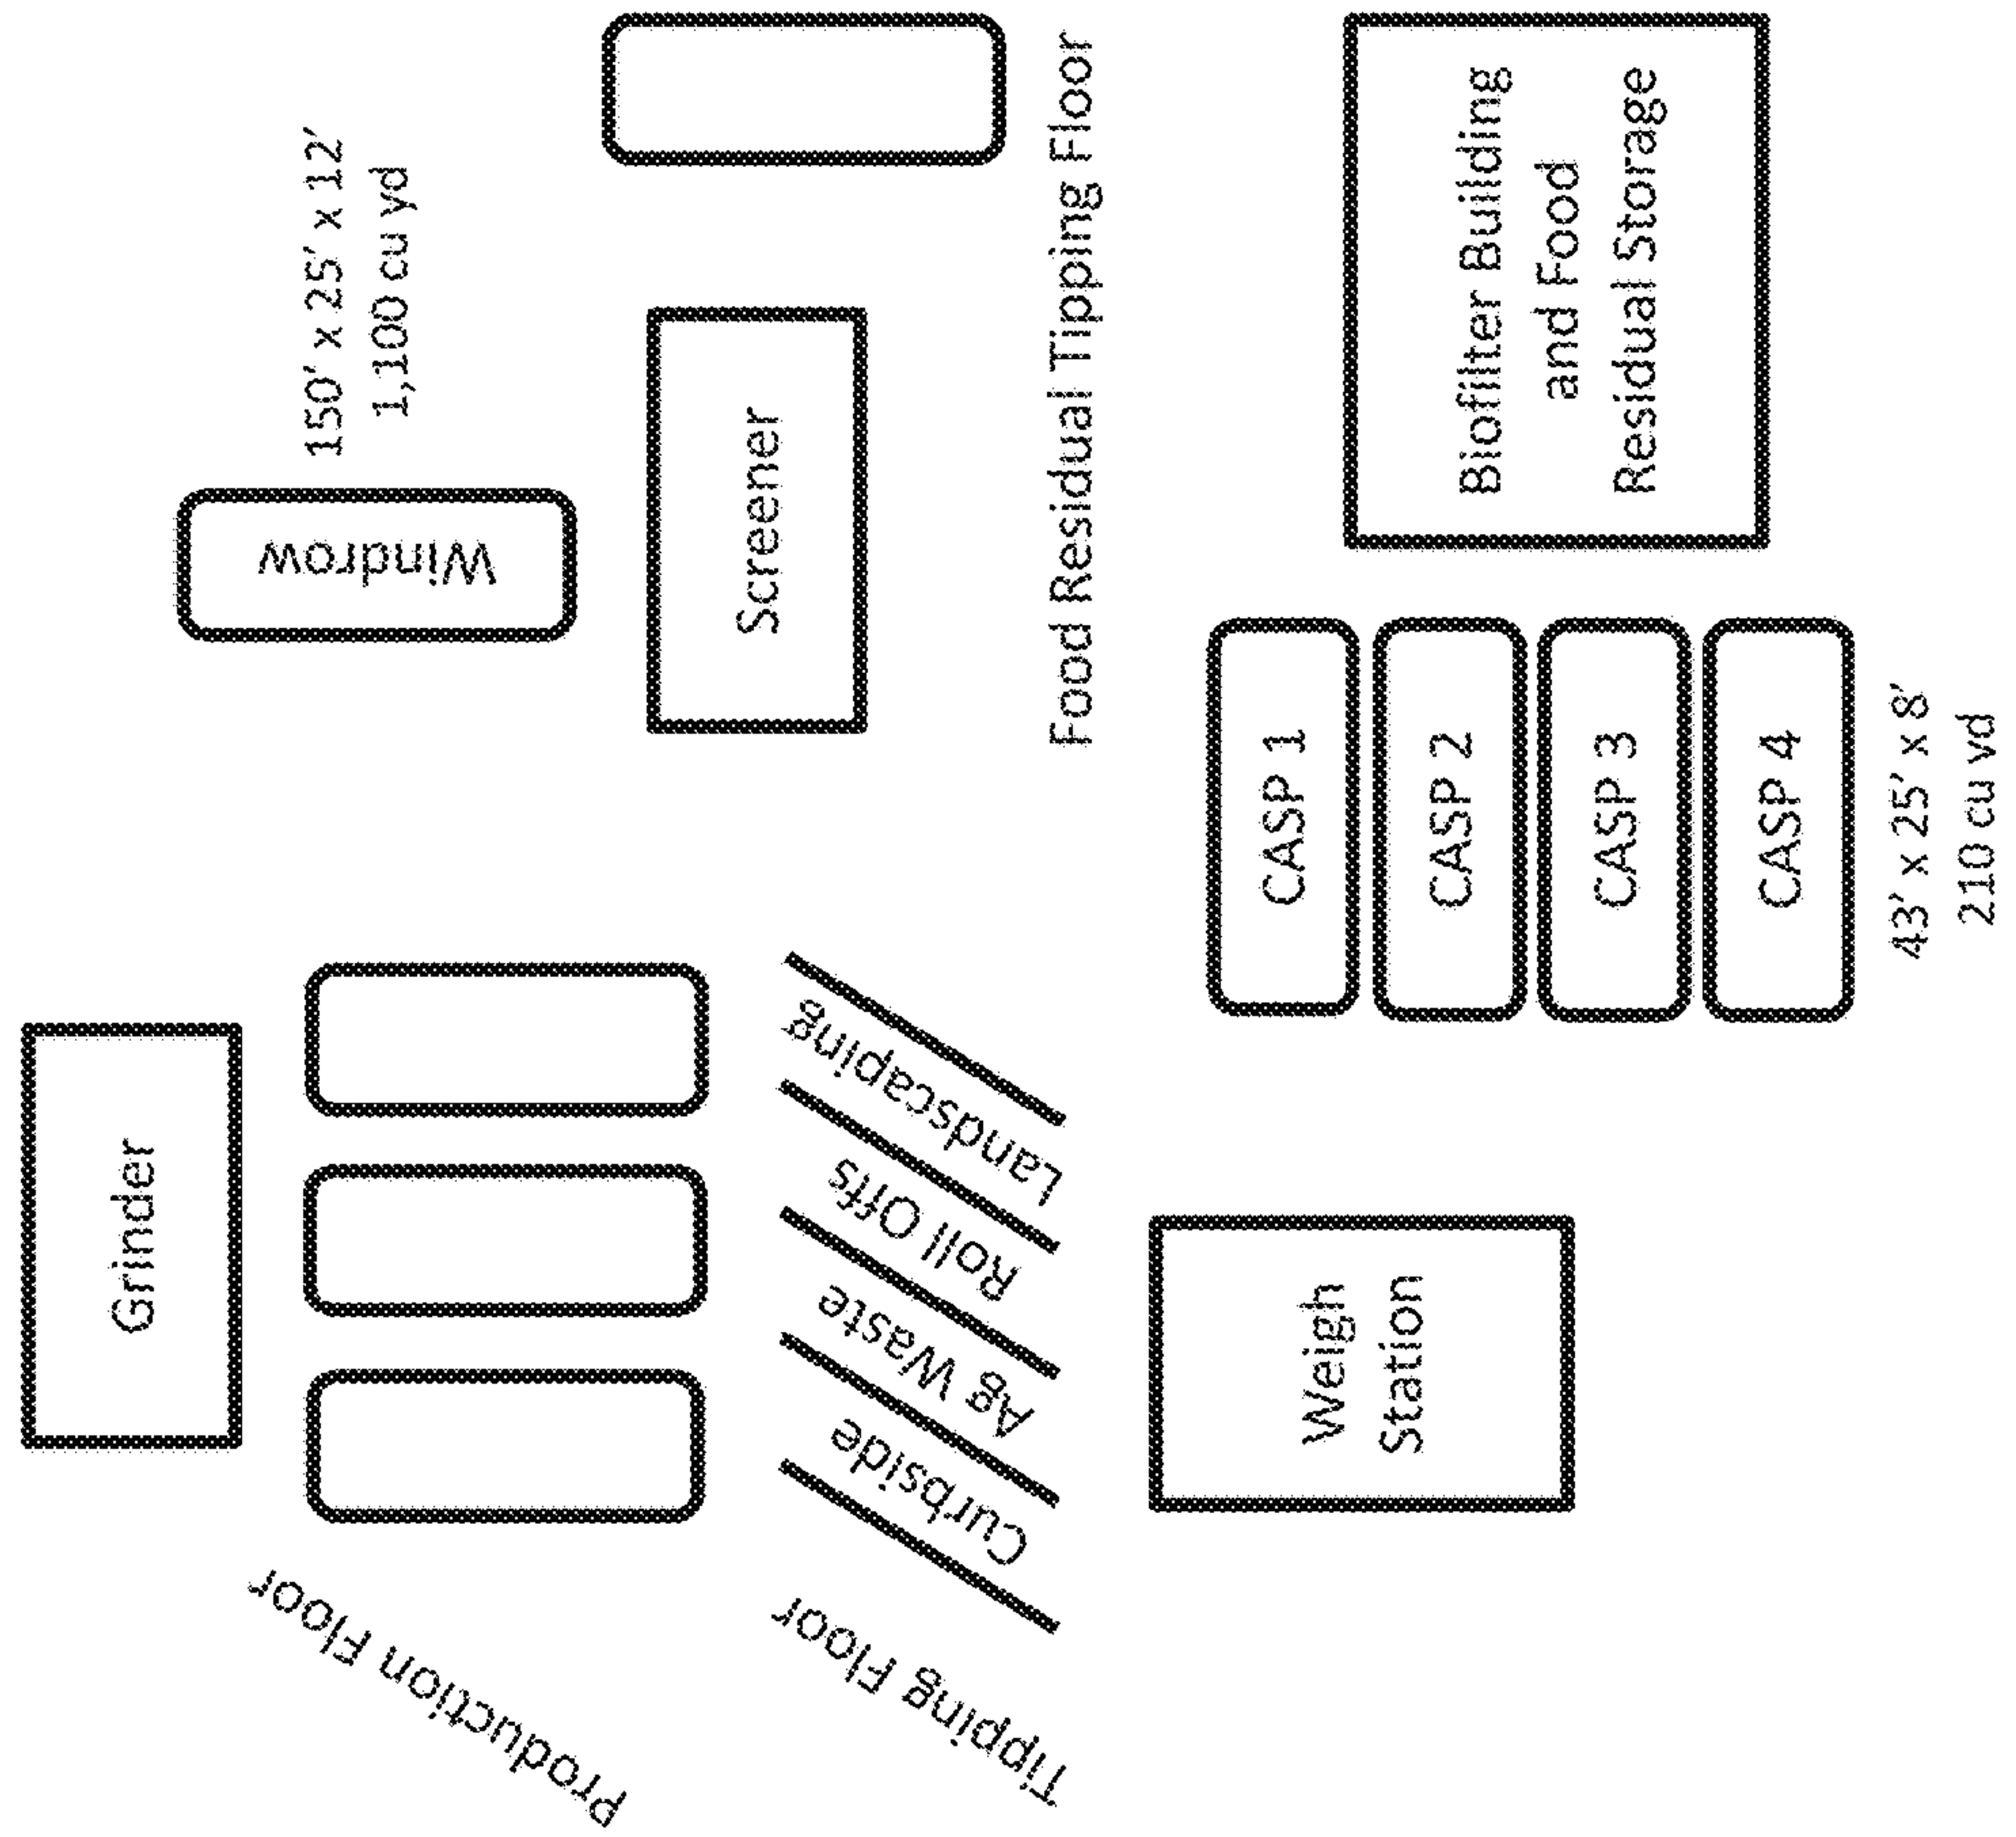 Grinder
Production Floor
Windrow
150' x 25' x 12'
1,100 cu yd
Screener
Tipping Floor
Curbside
Ag Waste
Roll Offs
Landscaping
Food Residual Tipping Floor
Weigh
Station
CASP 1
CASP 2
CASP 3
CASP 4
43' x 25' x 8'
210 cu yd
Biofilter Building
and Food
Residual Storage